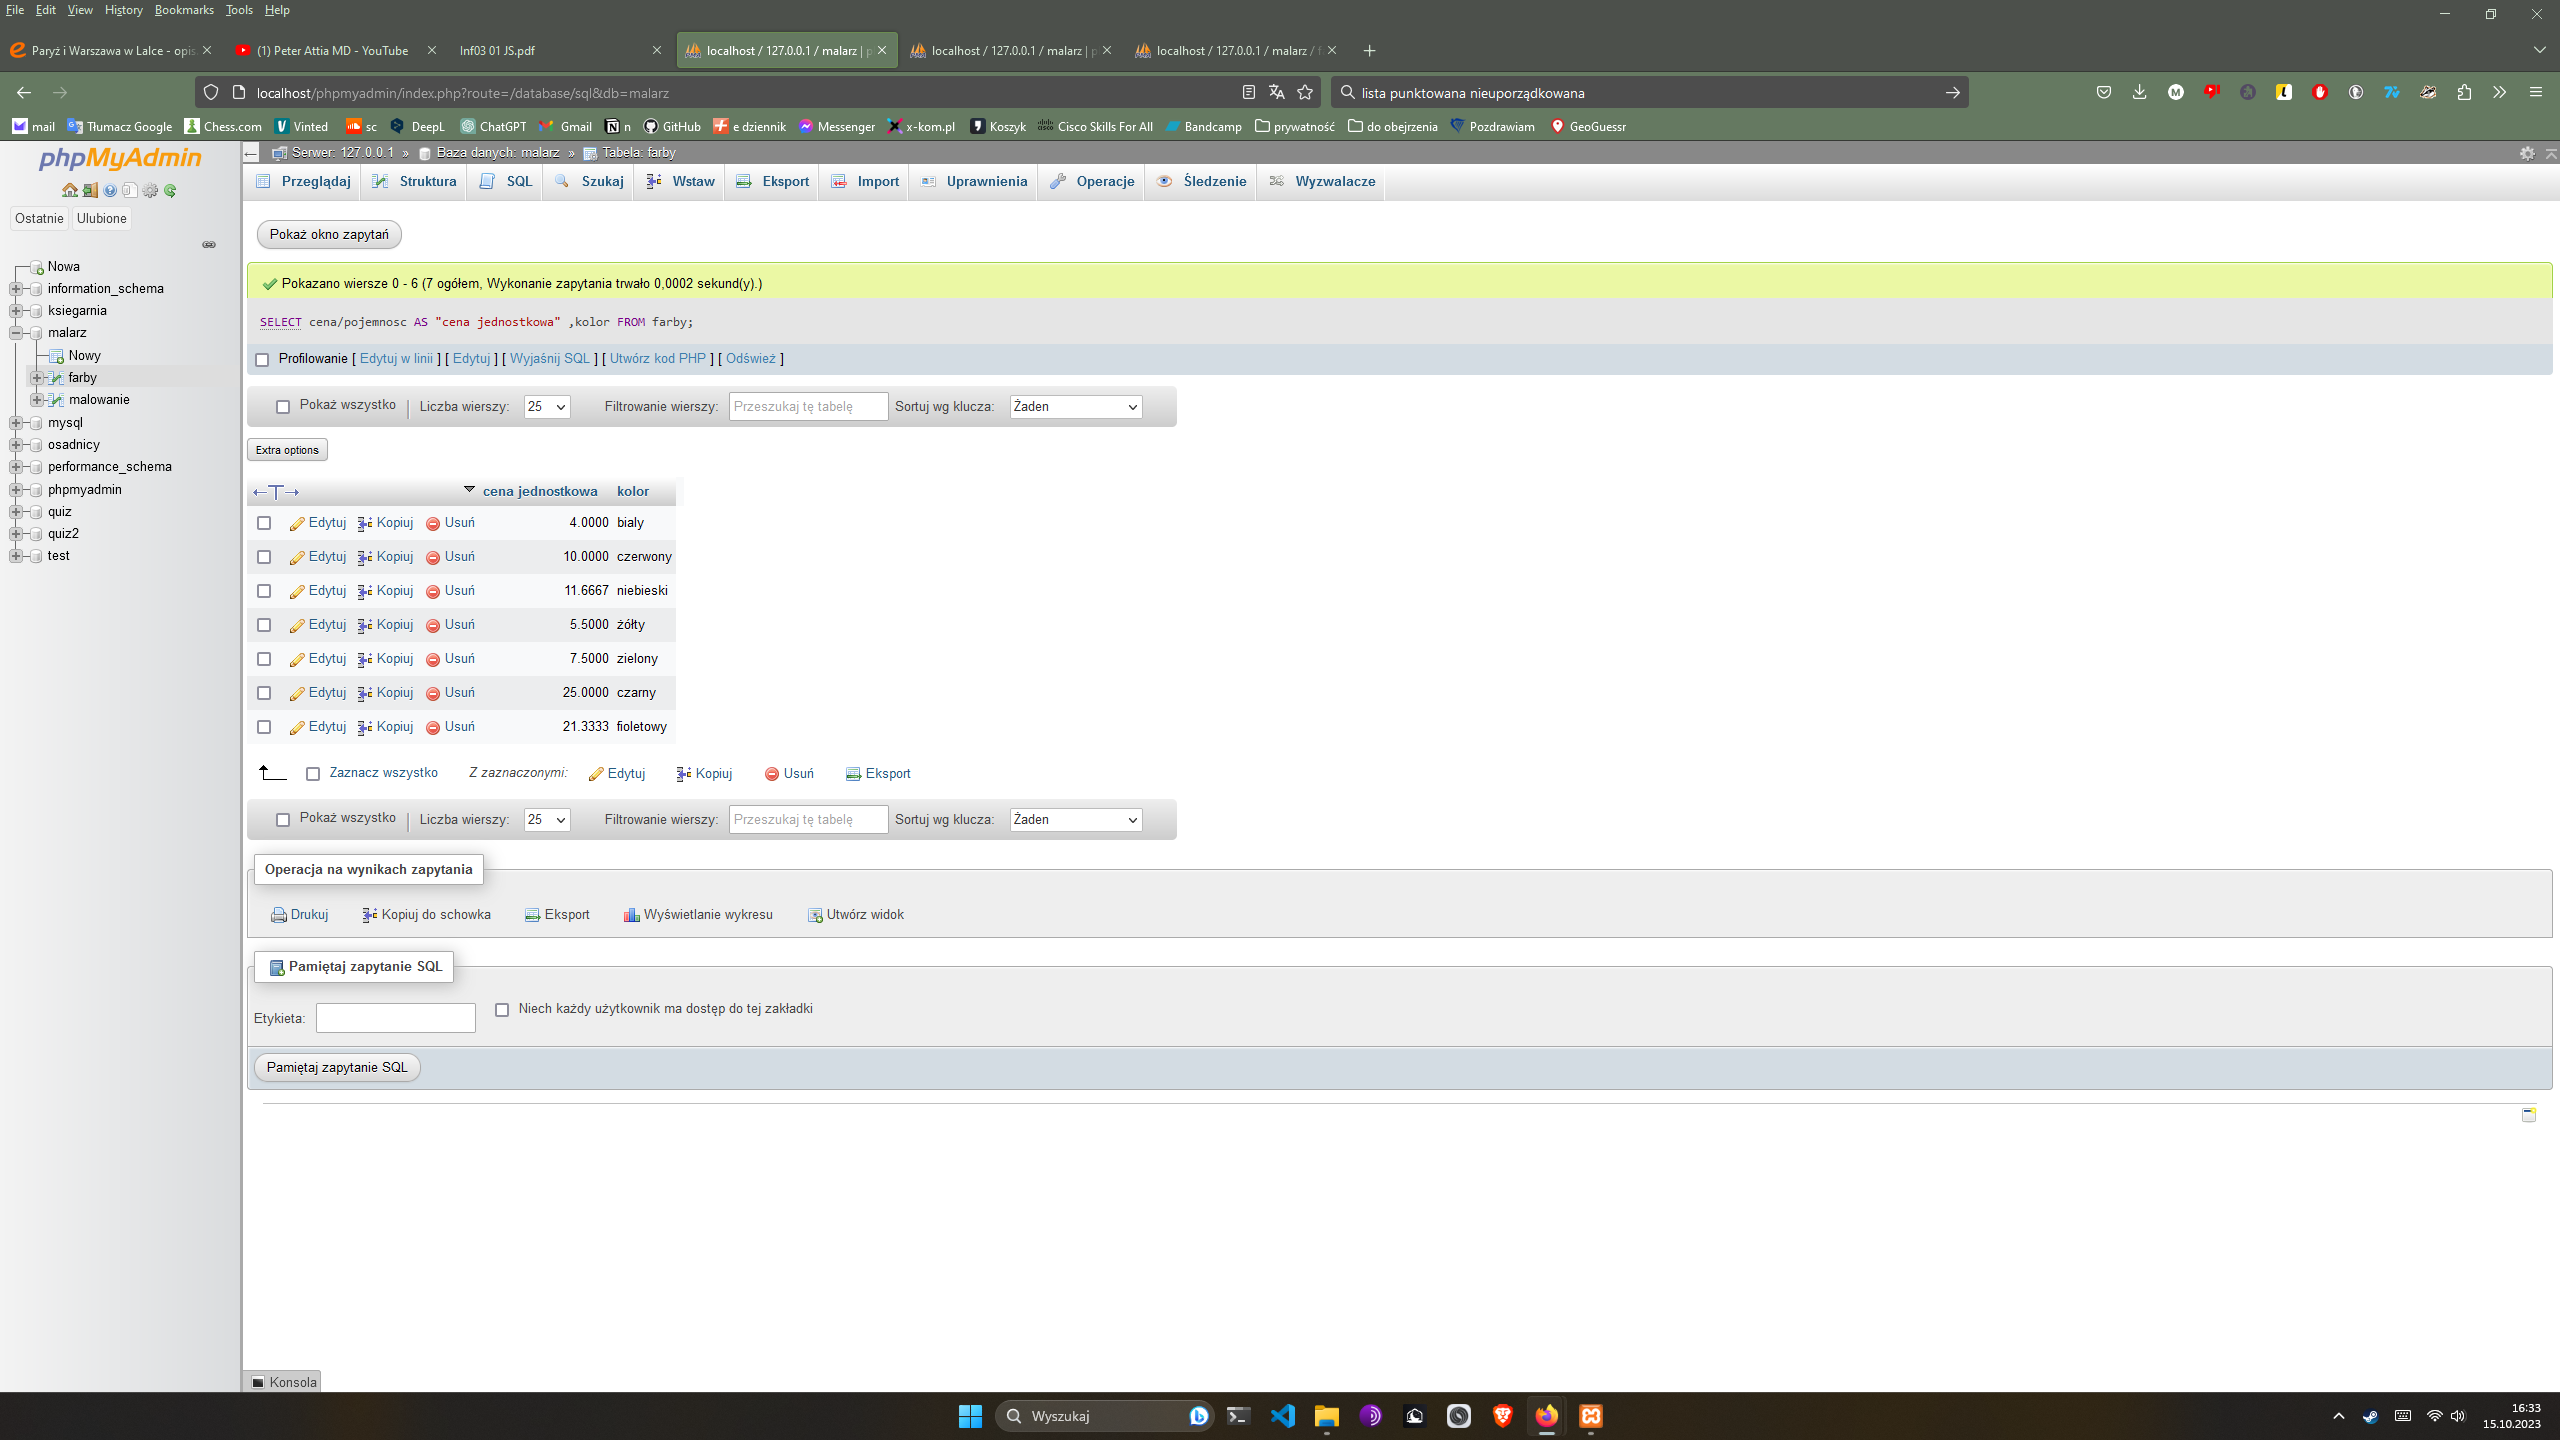 File Edit View History Bookmarks Tools Help
Paryż i Warszawa w Lalce - opis
(1) Peter Attia MD - YouTube
Inf03 01 JS.pdf
localhost / 127.0.0.1 / malarz | p
localhost / 127.0.0.1 / malarz | p
localhost / 127.0.0.1 / malarz / f
localhost/phpmyadmin/index.php?route=/database/sql&db=malarz
lista punktowana nieuporządkowana
mail Tłumacz Google Chess.com Vinted sc DeepL ChatGPT Gmail n GitHub e dziennik Messenger x-kom.pl Koszyk Cisco Skills For All Bandcamp prywatność do obejrzenia Pozdrawiam GeoGuessr
phpMyAdmin
Ostatnie Ulubione
Nowa
information_schema
ksiegarnia
malarz
Nowy
farby
malowanie
mysql
osadnicy
performance_schema
phpmyadmin
quiz
quiz2
test
Serwer: 127.0.0.1 » Baza danych: malarz » Tabela: farby
Przeglądaj Struktura SQL Szukaj Wstaw Eksport Import Uprawnienia Operacje Śledzenie Wyzwalacze
Pokaż okno zapytań
Pokazano wiersze 0 - 6 (7 ogółem, Wykonanie zapytania trwało 0,0002 sekund(y).)
SELECT cena/pojemnosc AS "cena jednostkowa" ,kolor FROM farby;
Profilowanie [ Edytuj w linii ] [ Edytuj ] [ Wyjaśnij SQL ] [ Utwórz kod PHP ] [ Odśwież ]
Pokaż wszystko | Liczba wierszy: 25 Filtrowanie wierszy: Przeszukaj tę tabelę Sortuj wg klucza: Żaden
Extra options
←T→ cena jednostkowa kolor
Edytuj Kopiuj Usuń 4.0000 bialy
Edytuj Kopiuj Usuń 10.0000 czerwony
Edytuj Kopiuj Usuń 11.6667 niebieski
Edytuj Kopiuj Usuń 5.5000 żółty
Edytuj Kopiuj Usuń 7.5000 zielony
Edytuj Kopiuj Usuń 25.0000 czarny
Edytuj Kopiuj Usuń 21.3333 fioletowy
Zaznacz wszystko Z zaznaczonymi: Edytuj Kopiuj Usuń Eksport
Pokaż wszystko | Liczba wierszy: 25 Filtrowanie wierszy: Przeszukaj tę tabelę Sortuj wg klucza: Żaden
Operacja na wynikach zapytania
Drukuj Kopiuj do schowka Eksport Wyświetlanie wykresu Utwórz widok
Pamiętaj zapytanie SQL
Etykieta: Niech każdy użytkownik ma dostęp do tej zakładki
Pamiętaj zapytanie SQL
Konsola
Wyszukaj
16:33
15.10.2023